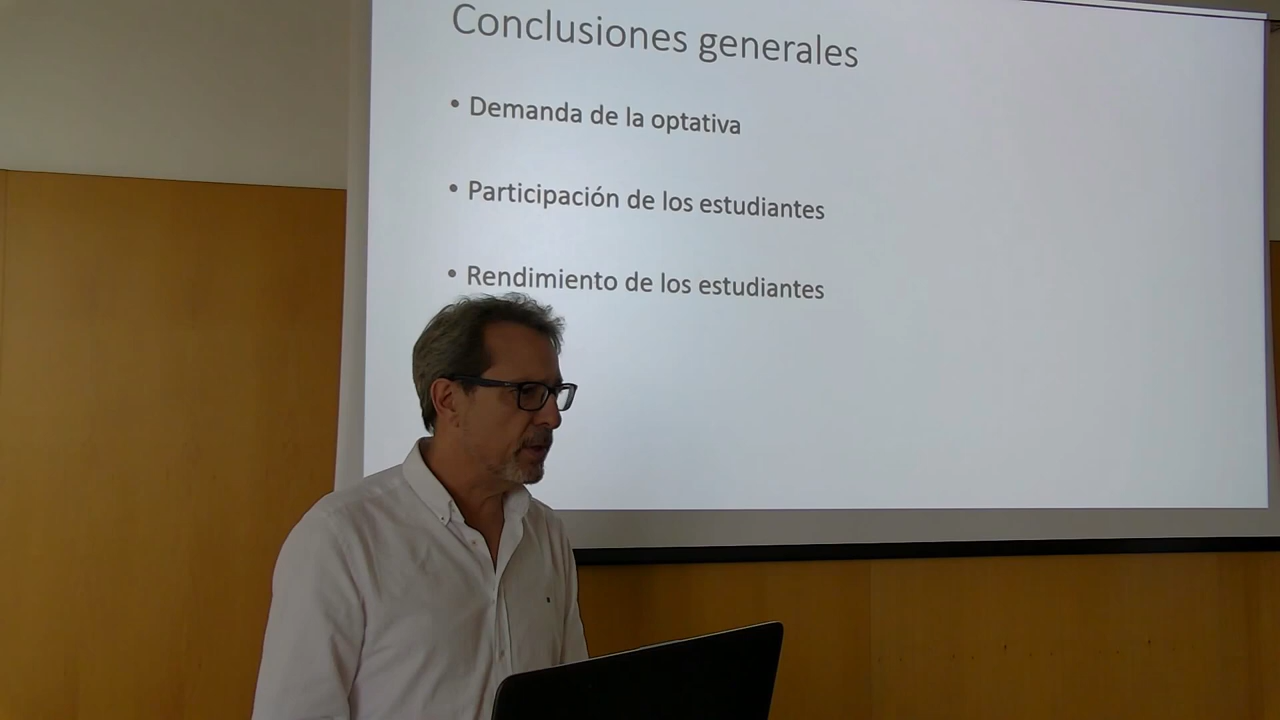 Conclusiones generales
• Demanda de la optativa
• Participación de los estudiantes
• Rendimiento de los estudiantes